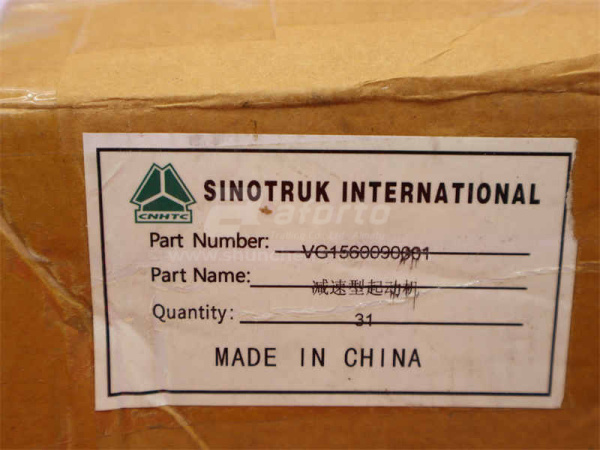 SINOTRUK INTERNATIONAL
CNHTC
Part Number: VG1560090001
Part Name: 减速型起动机
Quantity: 31
MADE IN CHINA